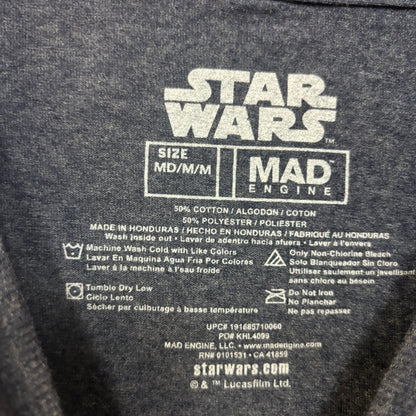 STAR
WARS™
SIZE
MD/M/M
MAD
ENGINE
50% COTTON / ALGODON / COTON
50% POLYESTER / POLIESTER
MADE IN HONDURAS / HECHO EN HONDURAS / FABRIQUÉ AU HONDURAS
Wash inside out • Lavar de adentro hacia afuera • Laver à l'envers
Machine Wash Cold with Like Colors
Lavar En Maquina Agua Fria Por Colores
Laver à la machine à l'eau froide
Only Non-Chlorine Bleach
Solo Blanqueador Sin Cloro
Utiliser seulement un javellisant
sans chlore au besoin
Tumble Dry Low
Ciclo Lento
Sécher par culbutage à basse température
Do Not Iron
No Planchar
Ne pas repasser
UPC# 191685710060
PO# KHL4099
MAD ENGINE, LLC. • www.madengine.com
RN# 0101531 • CA 41859
starwars.com
© & ™ Lucasfilm Ltd.